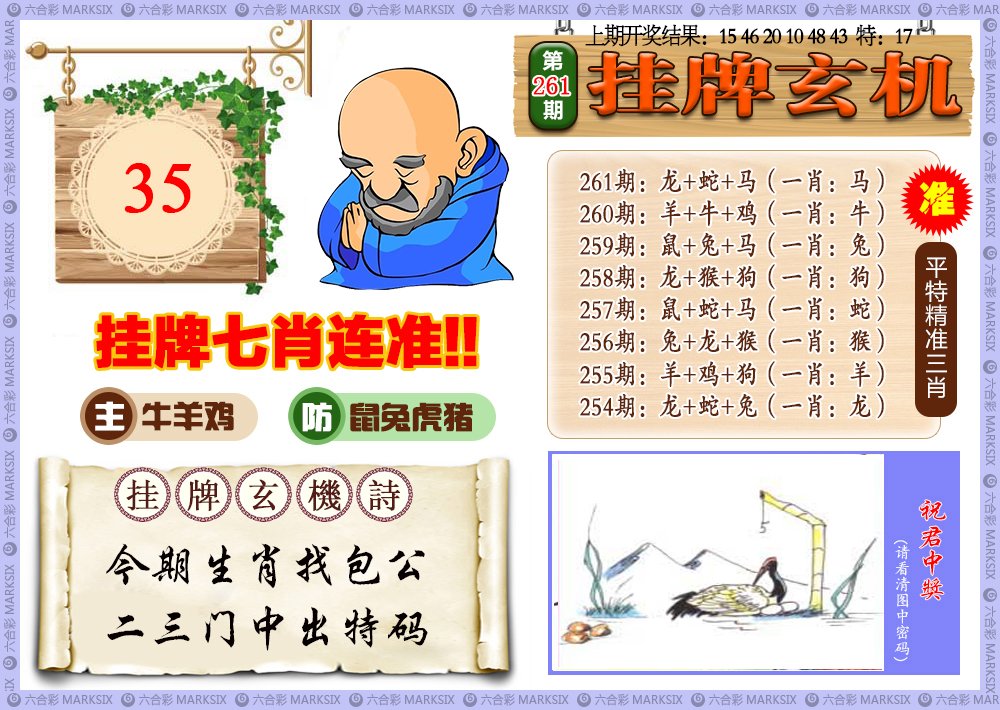 六合彩 MARKSIX
上期开奖结果：15 46 20 10 48 43 特：17
第
261
期
挂牌玄机
35
261期：龙+蛇+马（一肖：马）
260期：羊+牛+鸡（一肖：牛）
259期：鼠+兔+马（一肖：兔）
258期：龙+猴+狗（一肖：狗）
257期：鼠+蛇+马（一肖：蛇）
256期：兔+龙+猴（一肖：猴）
255期：羊+鸡+狗（一肖：羊）
254期：龙+蛇+兔（一肖：龙）
准
平特精准三肖
挂牌七肖连准!!
主 牛羊鸡
防 鼠兔虎猪
挂牌玄機詩
今期生肖找包公
二三门中出特码
祝君中獎
（请看清图中密码）